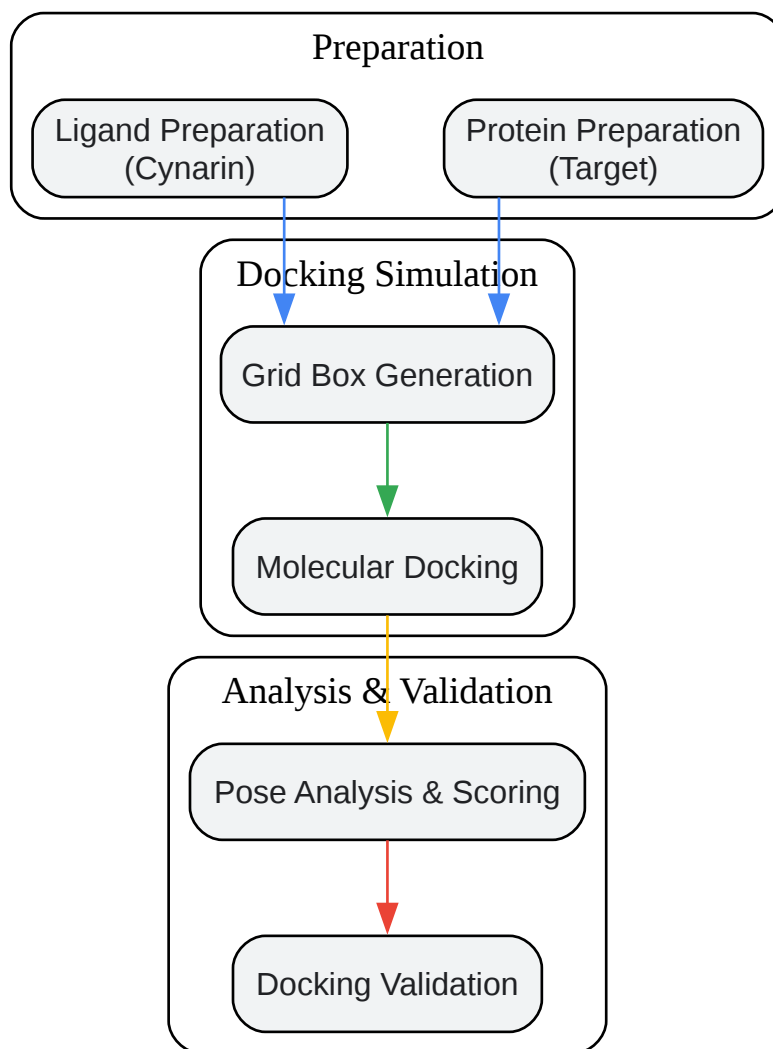 Preparation
Ligand Preparation
(Cynarin)
Protein Preparation
(Target)
Docking Simulation
Grid Box Generation
Molecular Docking
Analysis & Validation
Pose Analysis & Scoring
Docking Validation